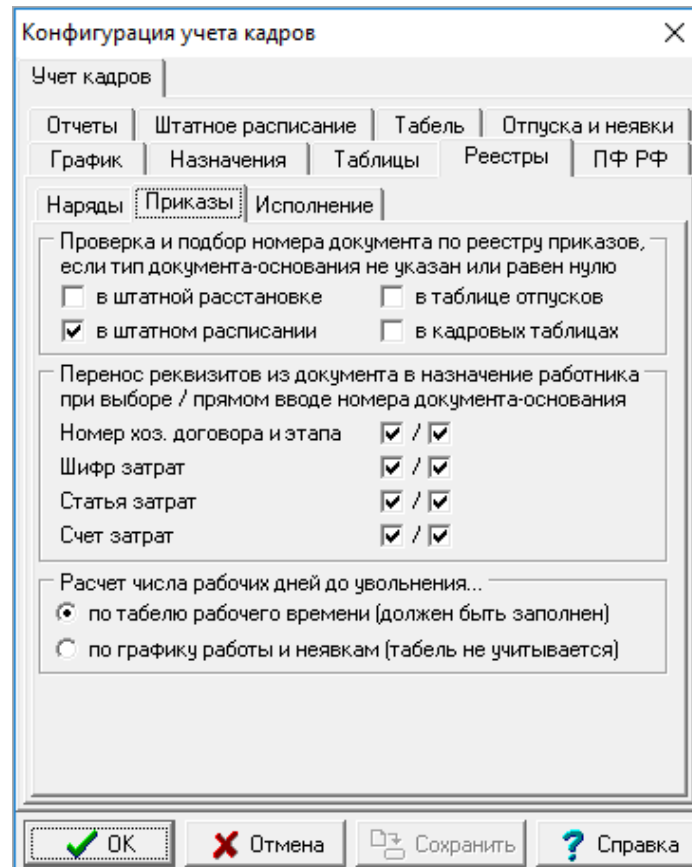 Конфигурация учета кадров
Учет кадров
Отчеты Штатное расписание Табель Отпуска и неявки
График Назначения Таблицы Реестры ПФ РФ
Наряды Приказы Исполнение
Проверка и подбор номера документа по реестру приказов,
если тип документа-основания не указан или равен нулю
в штатной расстановке в таблице отпусков
в штатном расписании в кадровых таблицах
Перенос реквизитов из документа в назначение работника
при выборе / прямом вводе номера документа-основания
Номер хоз. договора и этапа /
Шифр затрат /
Статья затрат /
Счет затрат /
Расчет числа рабочих дней до увольнения...
по табелю рабочего времени (должен быть заполнен)
по графику работы и неявкам (табель не учитывается)
OK Отмена Сохранить ? Справка